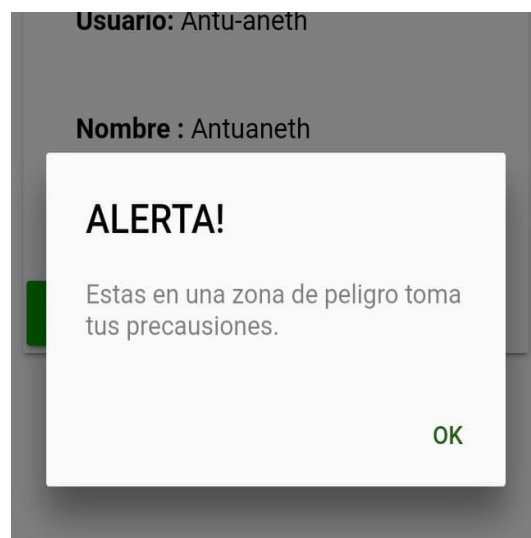 Usuario: Antu-aneth
Nombre : Antuaneth
ALERTA!
Estas en una zona de peligro toma
tus precausiones.
OK